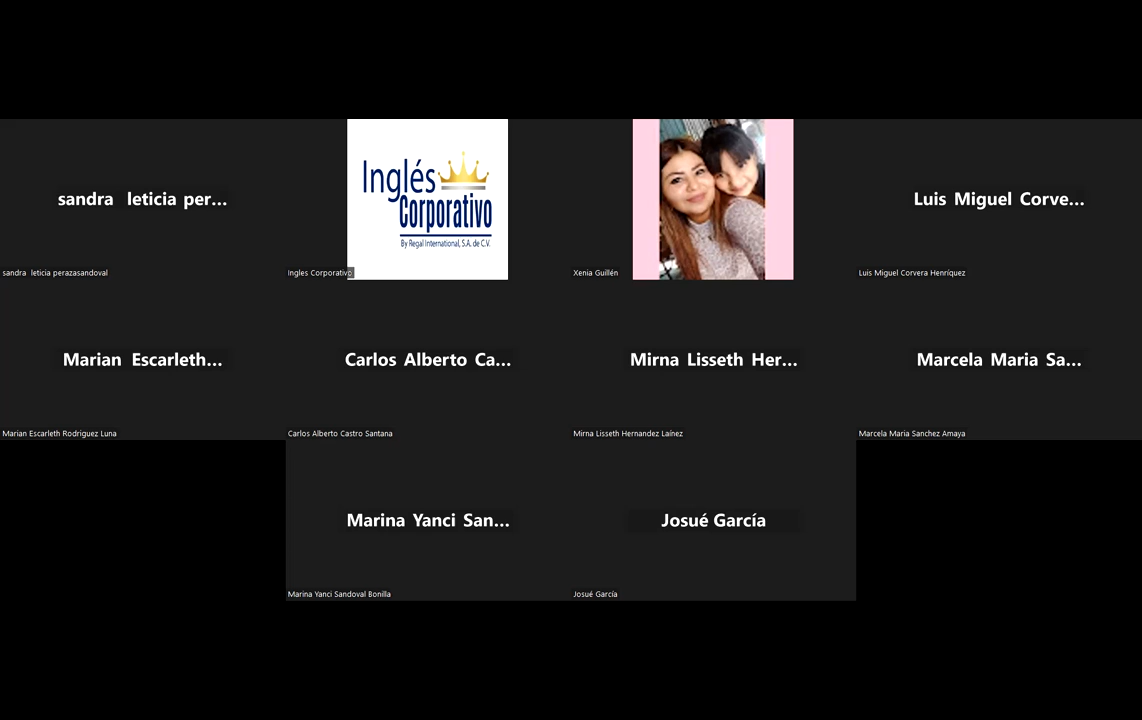 sandra leticia per...
sandra leticia perazasandoval
Inglés
Corporativo
By Regal International, S.A. de C.V.
Ingles Corporativo
Xenia Guillén
Luis Miguel Corve...
Luis Miguel Corvera Henríquez
Marian Escarleth...
Marian Escarleth Rodriguez Luna
Carlos Alberto Ca...
Carlos Alberto Castro Santana
Mirna Lisseth Her...
Mirna Lisseth Hernandez Laínez
Marcela Maria Sa...
Marcela Maria Sanchez Amaya
Marina Yanci San...
Marina Yanci Sandoval Bonilla
Josué García
Josué García